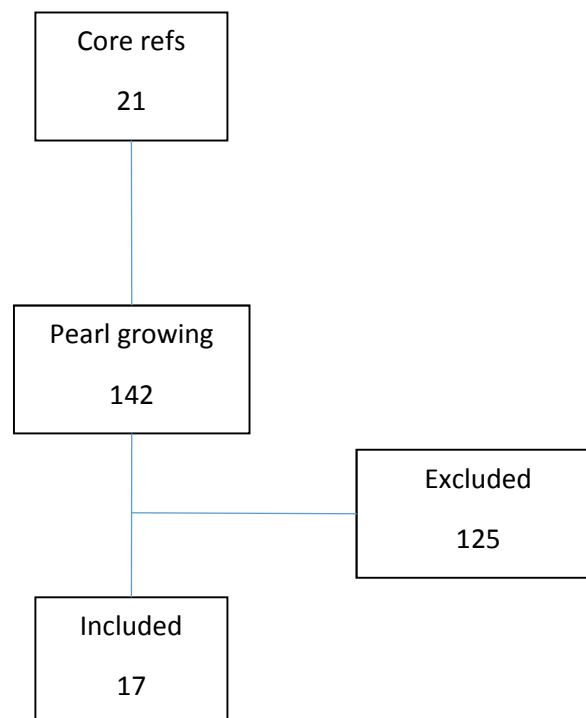 Core refs
21
Pearl growing
142
Excluded
125
Included
17